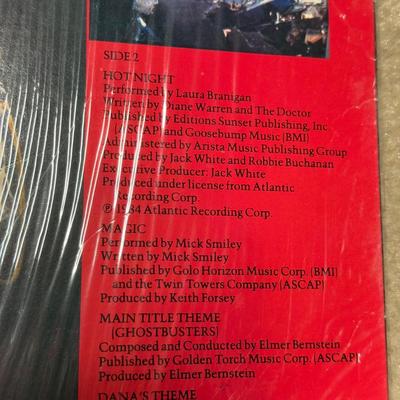 SIDE 2
HOT NIGHT
Performed by Laura Branigan
Written by Diane Warren and The Doctor
Published by Editions Sunset Publishing, Inc.
(ASCAP) and Goosebump Music (BMI)
Administered by Arista Music Publishing Group
Produced by Jack White and Robbie Buchanan
Executive Producer: Jack White
Produced under license from Atlantic
Recording Corp.
℗ 1984 Atlantic Recording Corp.
MAGIC
Performed by Mick Smiley
Written by Mick Smiley
Published by Golo Horizon Music Corp. (BMI)
and the Twin Towers Company (ASCAP)
Produced by Keith Forsey
MAIN TITLE THEME
(GHOSTBUSTERS)
Composed and Conducted by Elmer Bernstein
Published by Golden Torch Music Corp. (ASCAP)
Produced by Elmer Bernstein
DANA'S THEME